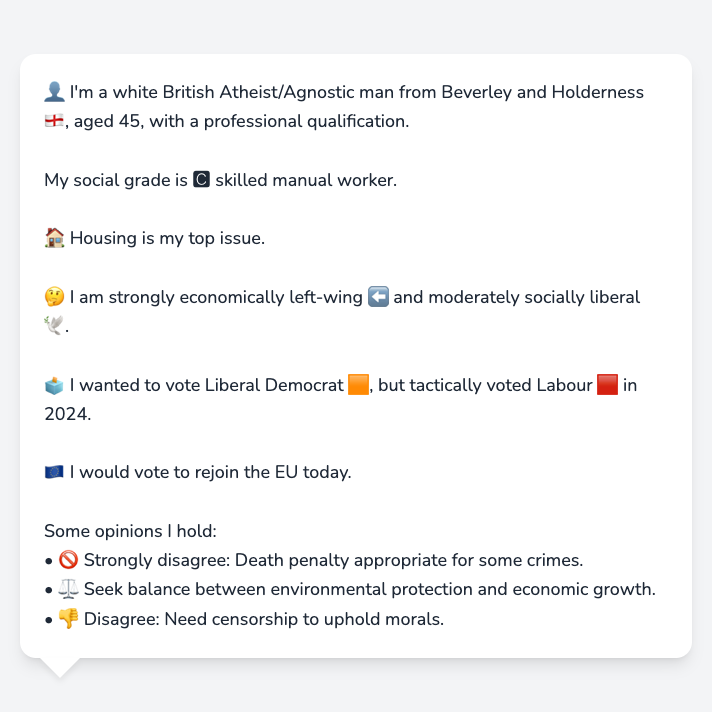 👤 I'm a white British Atheist/Agnostic man from Beverley and Holderness
🏴󠁧󠁢󠁥󠁮󠁧󠁿, aged 45, with a professional qualification.
My social grade is 🅲 skilled manual worker.
🏠 Housing is my top issue.
🤔 I am strongly economically left-wing ⬅️ and moderately socially liberal
🕊️.
🗳️ I wanted to vote Liberal Democrat 🟧, but tactically voted Labour 🟥 in
2024.
🇪🇺 I would vote to rejoin the EU today.
Some opinions I hold:
• 🚫 Strongly disagree: Death penalty appropriate for some crimes.
• ⚖️ Seek balance between environmental protection and economic growth.
• 👎 Disagree: Need censorship to uphold morals.